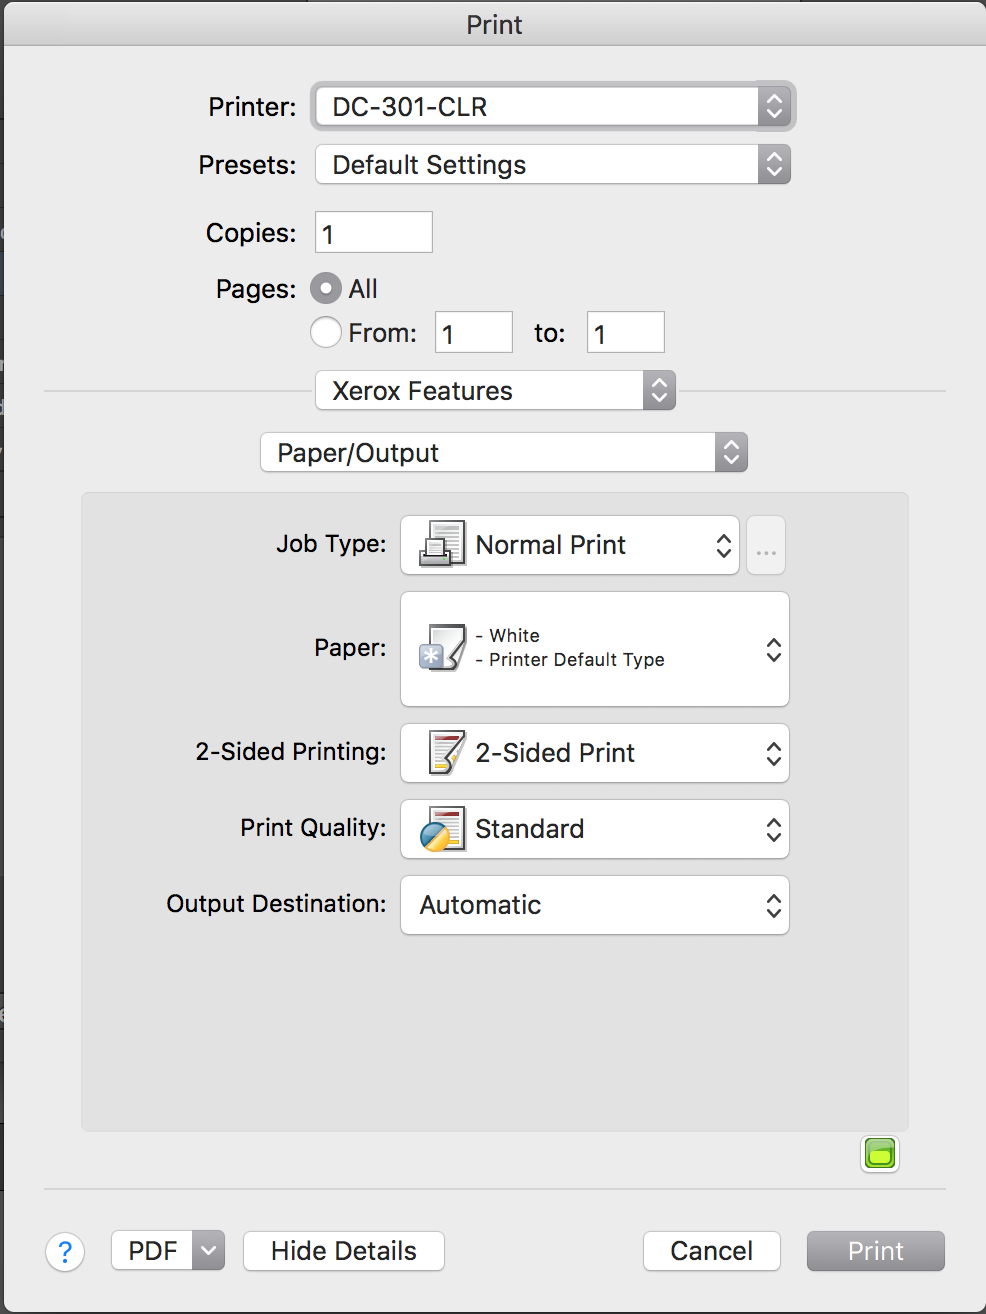 Print
Printer: DC-301-CLR
Presets: Default Settings
Copies: 1
Pages: All
From: 1 to: 1
Xerox Features
Paper/Output
Job Type: Normal Print ...
Paper: - White
- Printer Default Type
2-Sided Printing: 2-Sided Print
Print Quality: Standard
Output Destination: Automatic
? PDF Hide Details Cancel Print